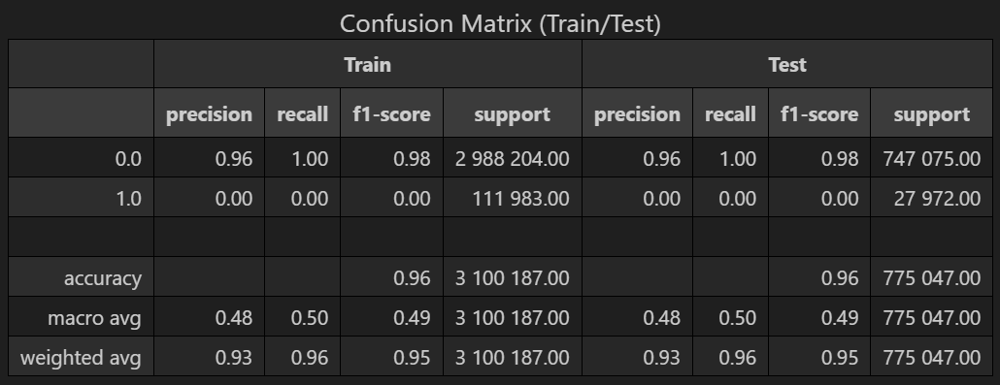 Confusion Matrix (Train/Test)
Train Test
precision recall f1-score support precision recall f1-score support
0.0 0.96 1.00 0.98 2 988 204.00 0.96 1.00 0.98 747 075.00
1.0 0.00 0.00 0.00 111 983.00 0.00 0.00 0.00 27 972.00
accuracy 0.96 3 100 187.00 0.96 775 047.00
macro avg 0.48 0.50 0.49 3 100 187.00 0.48 0.50 0.49 775 047.00
weighted avg 0.93 0.96 0.95 3 100 187.00 0.93 0.96 0.95 775 047.00